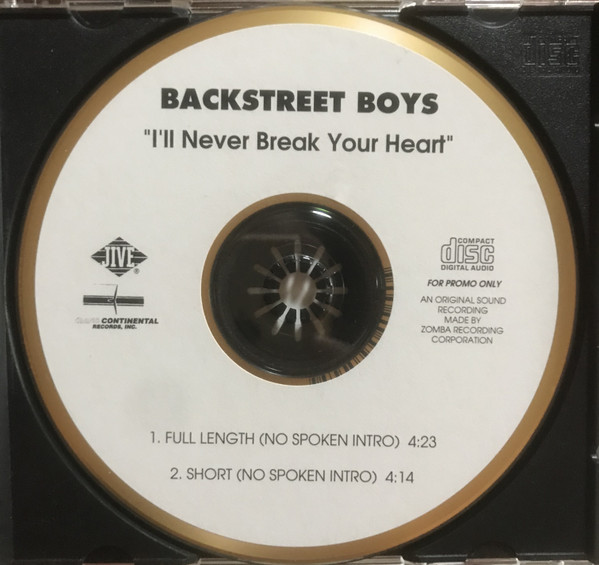 BACKSTREET BOYS
"I'll Never Break Your Heart"
JIVE
®
CONTINENTAL
RECORDS, INC.
COMPACT
disc
DIGITAL AUDIO
FOR PROMO ONLY
AN ORIGINAL SOUND
RECORDING
MADE BY
ZOMBA RECORDING
CORPORATION
1. FULL LENGTH (NO SPOKEN INTRO) 4:23
2. SHORT (NO SPOKEN INTRO) 4:14
disc